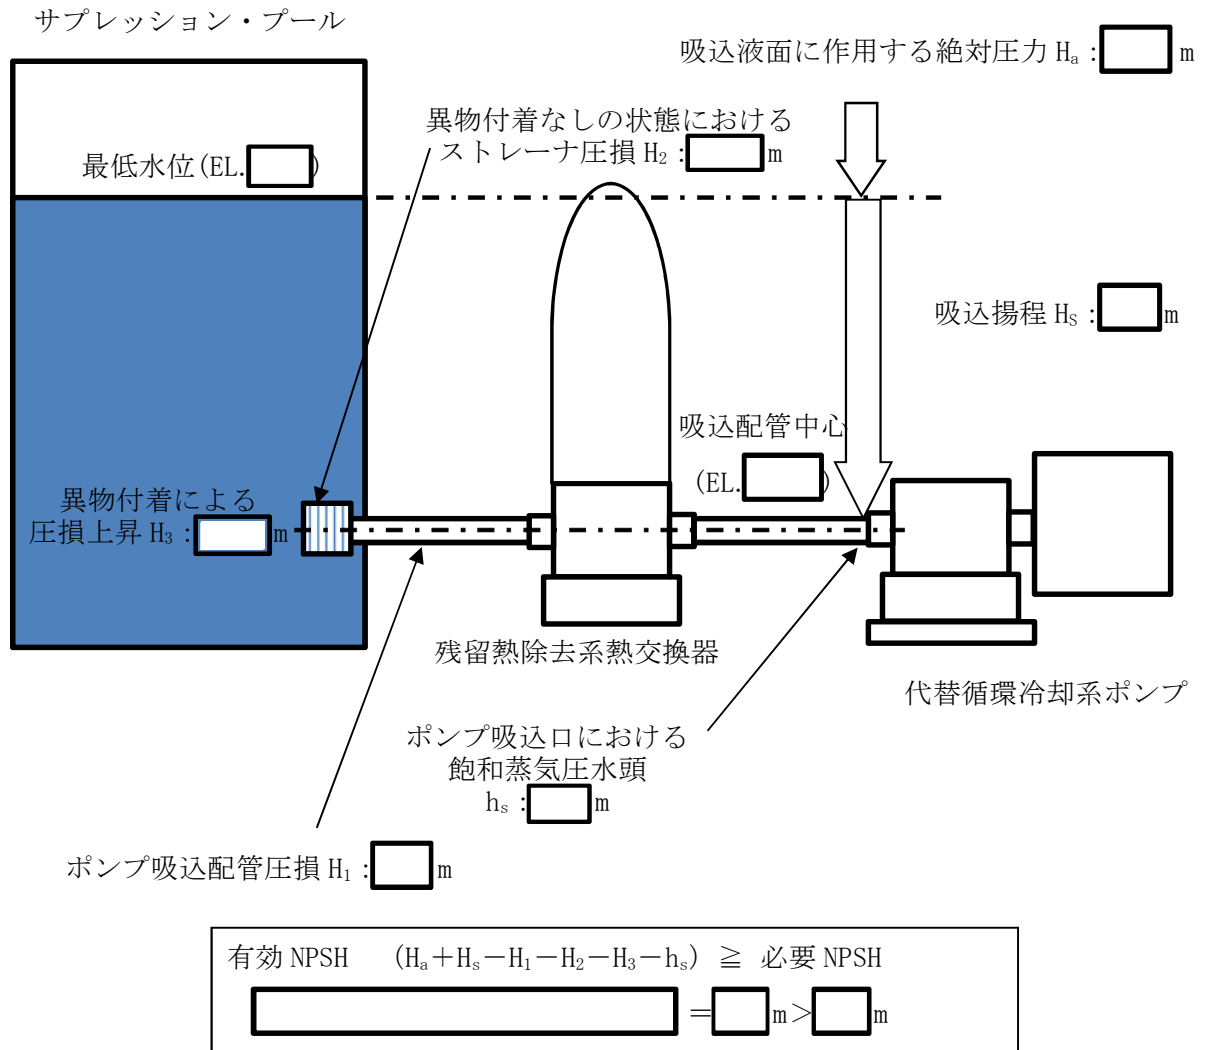 サプレッション・プール
吸込液面に作用する絶対圧力 Ha : m
異物付着なしの状態における
ストレーナ圧損 H2 : m
最低水位(EL. )
吸込揚程 HS : m
吸込配管中心
(EL. )
異物付着による
圧損上昇 H3 : m
残留熱除去系熱交換器
代替循環冷却系ポンプ
ポンプ吸込口における
飽和蒸気圧水頭
hs : m
ポンプ吸込配管圧損 H1 : m
有効 NPSH (Ha+Hs−H1−H2−H3−hs) ≧ 必要 NPSH
= m> m